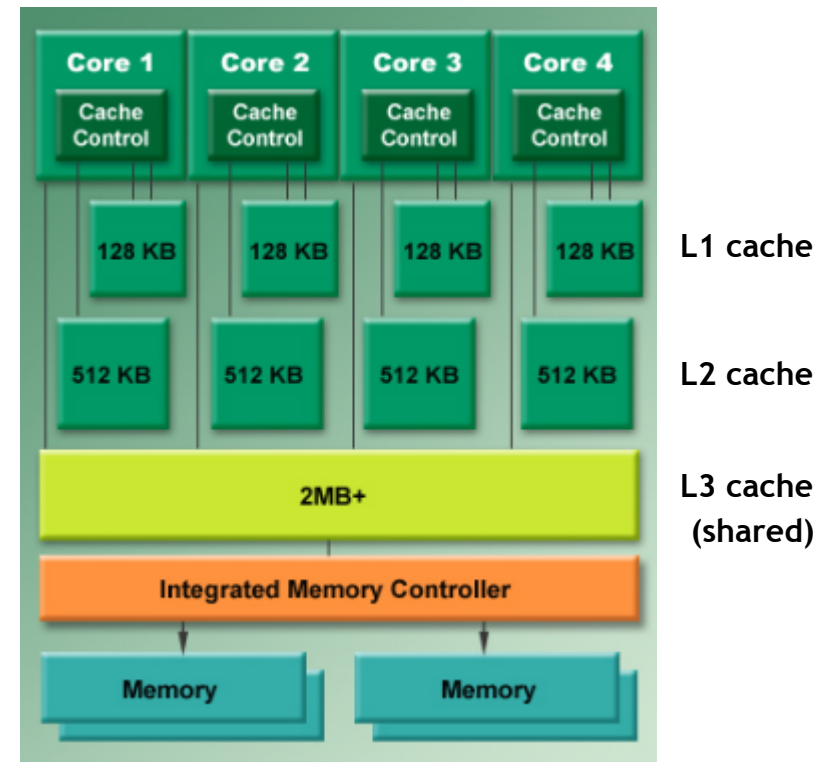 Core 1 Core 2 Core 3 Core 4
Cache Cache Cache Cache
Control Control Control Control
128 KB 128 KB 128 KB 128 KB L1 cache
512 KB 512 KB 512 KB 512 KB L2 cache
2MB+ L3 cache
(shared)
Integrated Memory Controller
Memory Memory